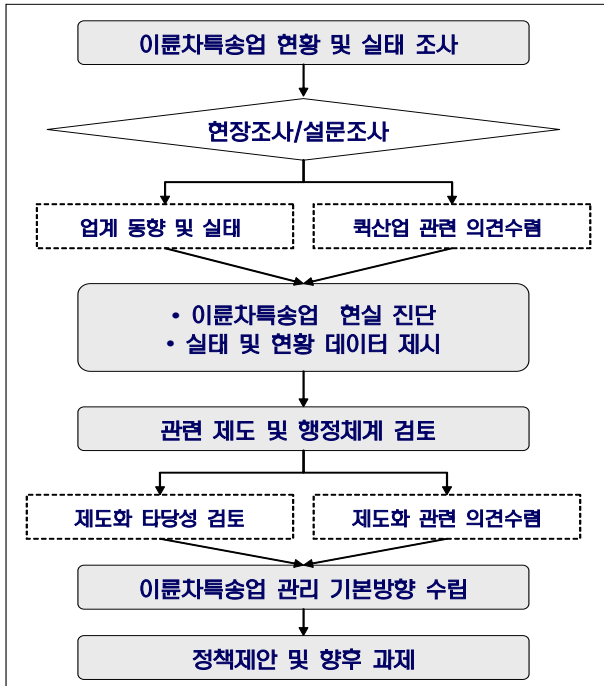 이륜차특송업 현황 및 실태 조사
현장조사/설문조사
업계 동향 및 실태
퀵산업 관련 의견수렴
• 이륜차특송업 현실 진단
• 실태 및 현황 데이터 제시
관련 제도 및 행정체계 검토
제도화 타당성 검토
제도화 관련 의견수렴
이륜차특송업 관리 기본방향 수립
정책제안 및 향후 과제